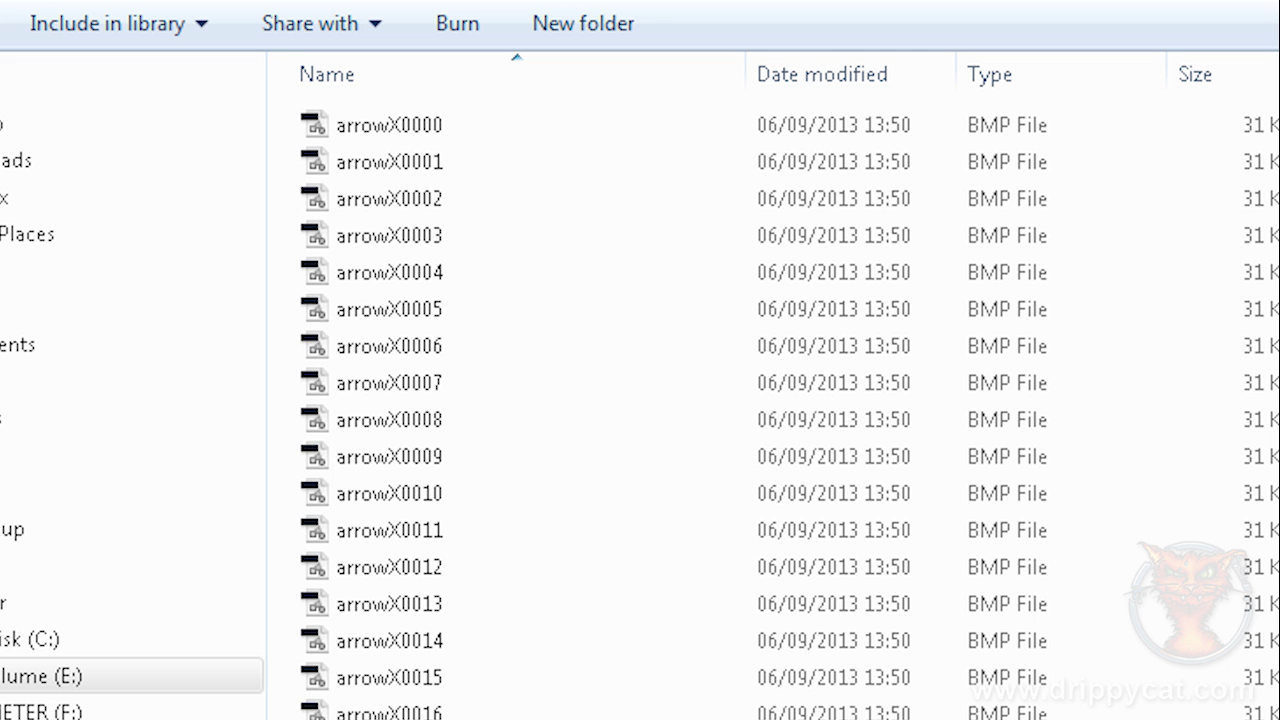 Include in library Share with Burn New folder
Name Date modified Type Size
arrowX0000 06/09/2013 13:50 BMP File 31 K
ads arrowX0001 06/09/2013 13:50 BMP File 31 K
x arrowX0002 06/09/2013 13:50 BMP File 31 K
Places arrowX0003 06/09/2013 13:50 BMP File 31 K
arrowX0004 06/09/2013 13:50 BMP File 31 K
arrowX0005 06/09/2013 13:50 BMP File 31 K
ents arrowX0006 06/09/2013 13:50 BMP File 31 K
arrowX0007 06/09/2013 13:50 BMP File 31 K
arrowX0008 06/09/2013 13:50 BMP File 31 K
arrowX0009 06/09/2013 13:50 BMP File 31 K
arrowX0010 06/09/2013 13:50 BMP File 31 K
up arrowX0011 06/09/2013 13:50 BMP File 31 K
arrowX0012 06/09/2013 13:50 BMP File 31 K
r arrowX0013 06/09/2013 13:50 BMP File 31 K
isk (C:) arrowX0014 06/09/2013 13:50 BMP File 31 K
lume (E:) arrowX0015 06/09/2013 13:50 BMP File 31 K
www.drippycat.com
IETER (F:) arrowX0016 06/09/2013 13:50 BMP File 31 K